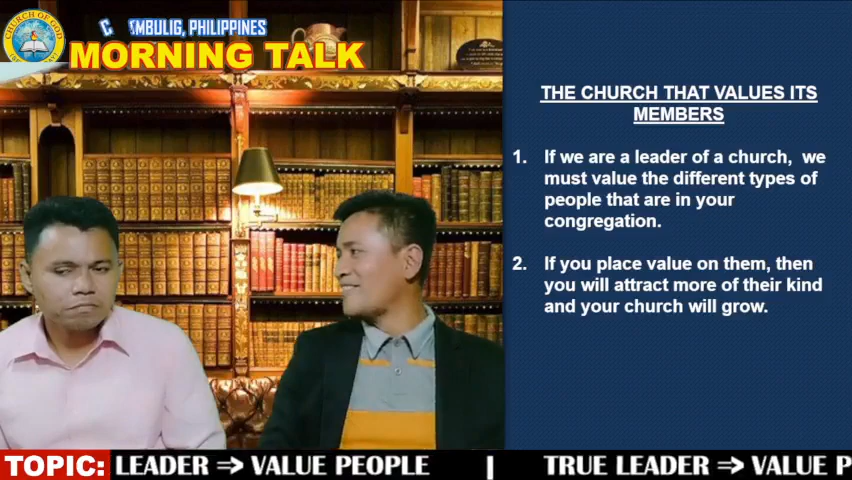 CHURCH OF GOD
MBULIG, PHILIPPINES
MORNING TALK
THE CHURCH THAT VALUES ITS
MEMBERS
1. If we are a leader of a church, we
must value the different types of
people that are in your
congregation.
2. If you place value on them, then
you will attract more of their kind
and your church will grow.
TOPIC: LEADER => VALUE PEOPLE | TRUE LEADER => VALUE P